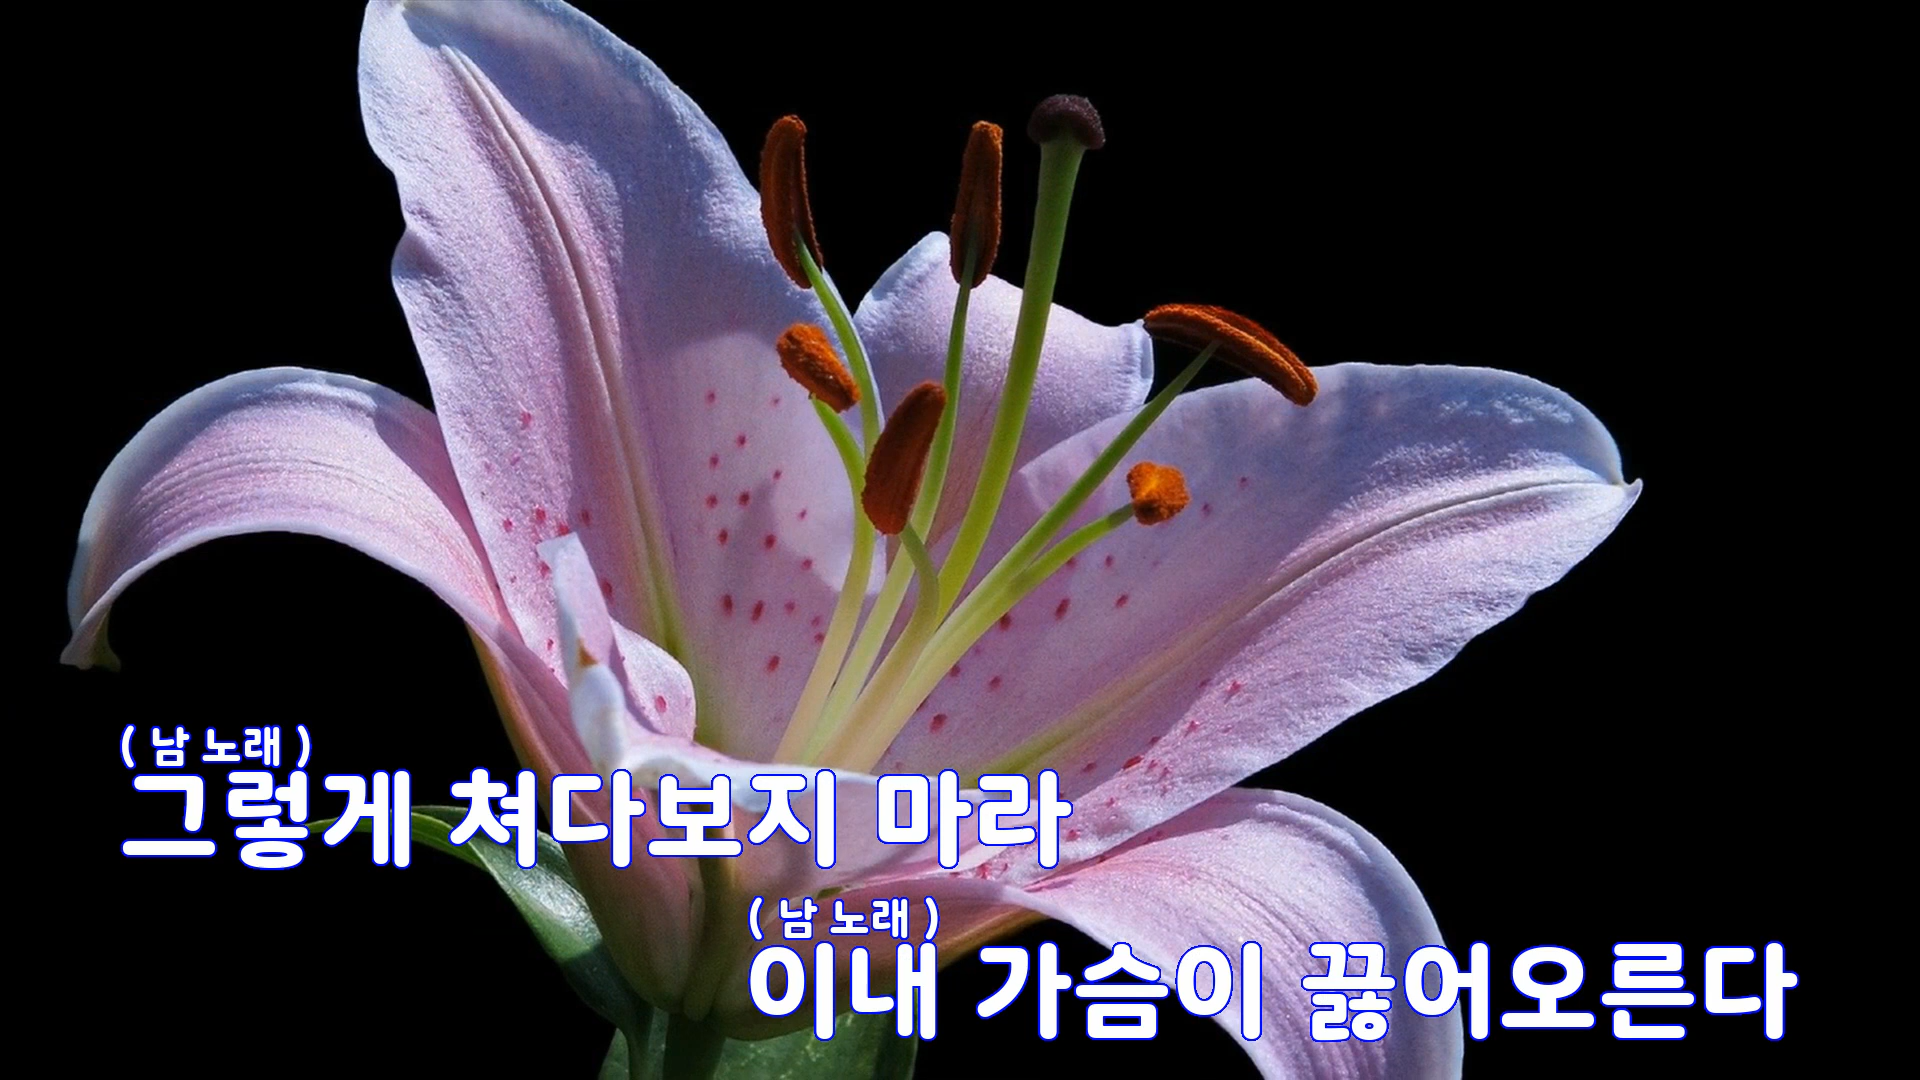 ( 남 노래 )
그렇게 쳐다보지 마라
( 남 노래 )
이내 가슴이 끓어오른다